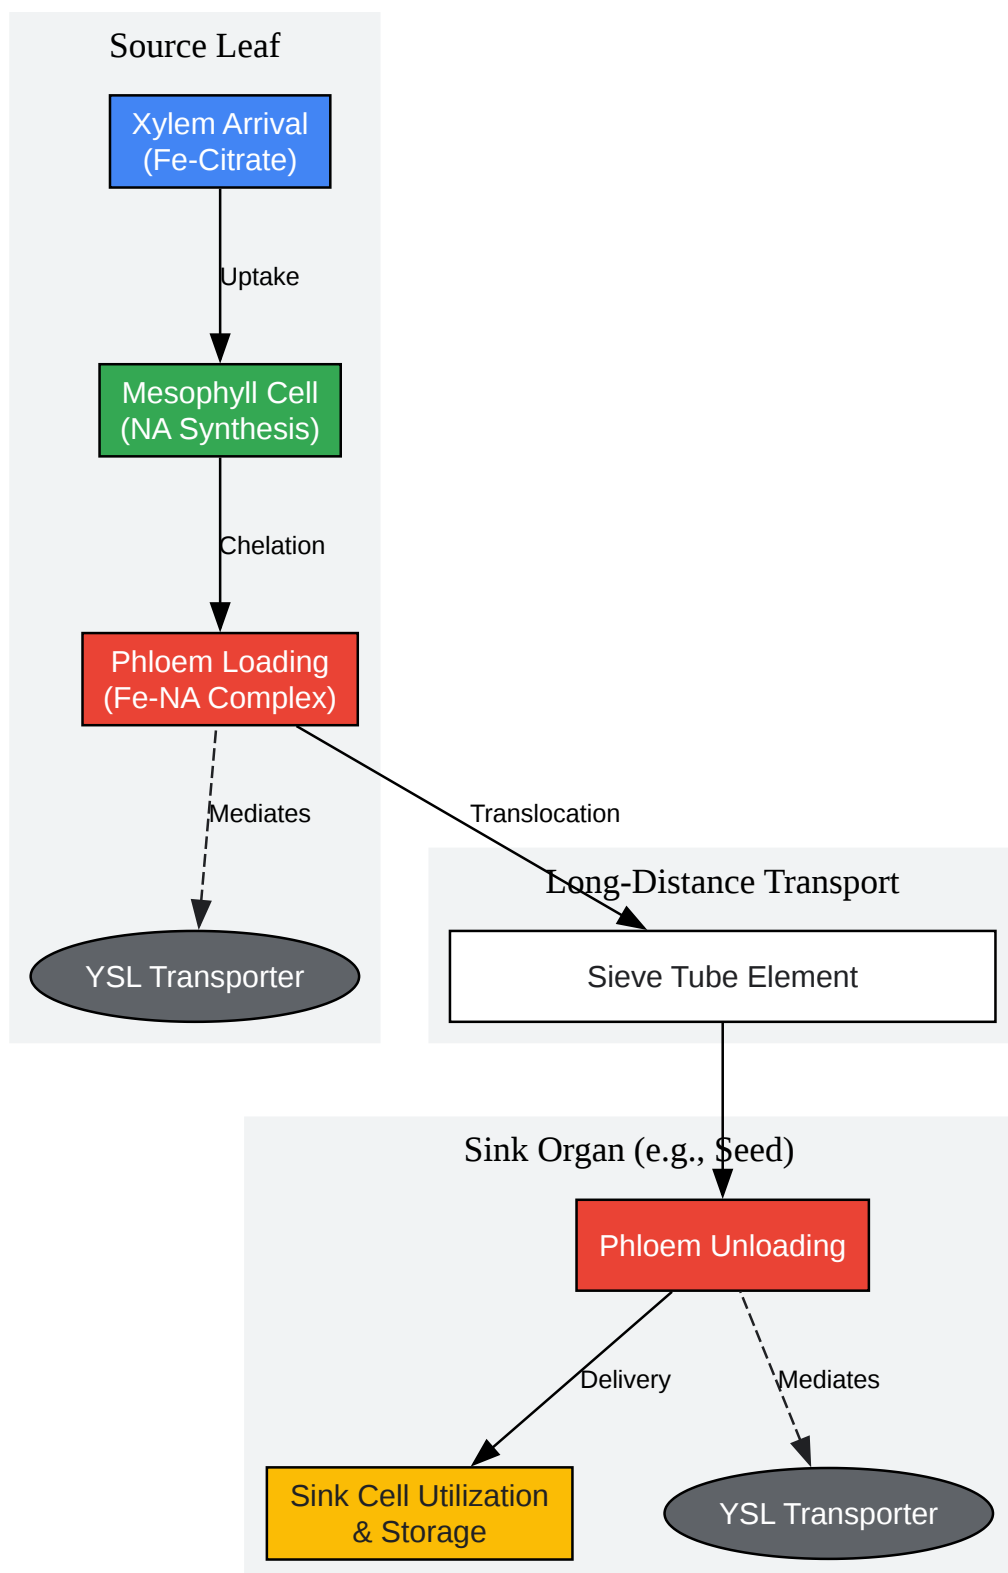 Source Leaf
Xylem Arrival
(Fe-Citrate)
Uptake
Mesophyll Cell
(NA Synthesis)
Chelation
Phloem Loading
(Fe-NA Complex)
Mediates
Translocation
Long-Distance Transport
YSL Transporter
Sieve Tube Element
Sink Organ (e.g., Seed)
Phloem Unloading
Delivery
Mediates
Sink Cell Utilization
& Storage
YSL Transporter